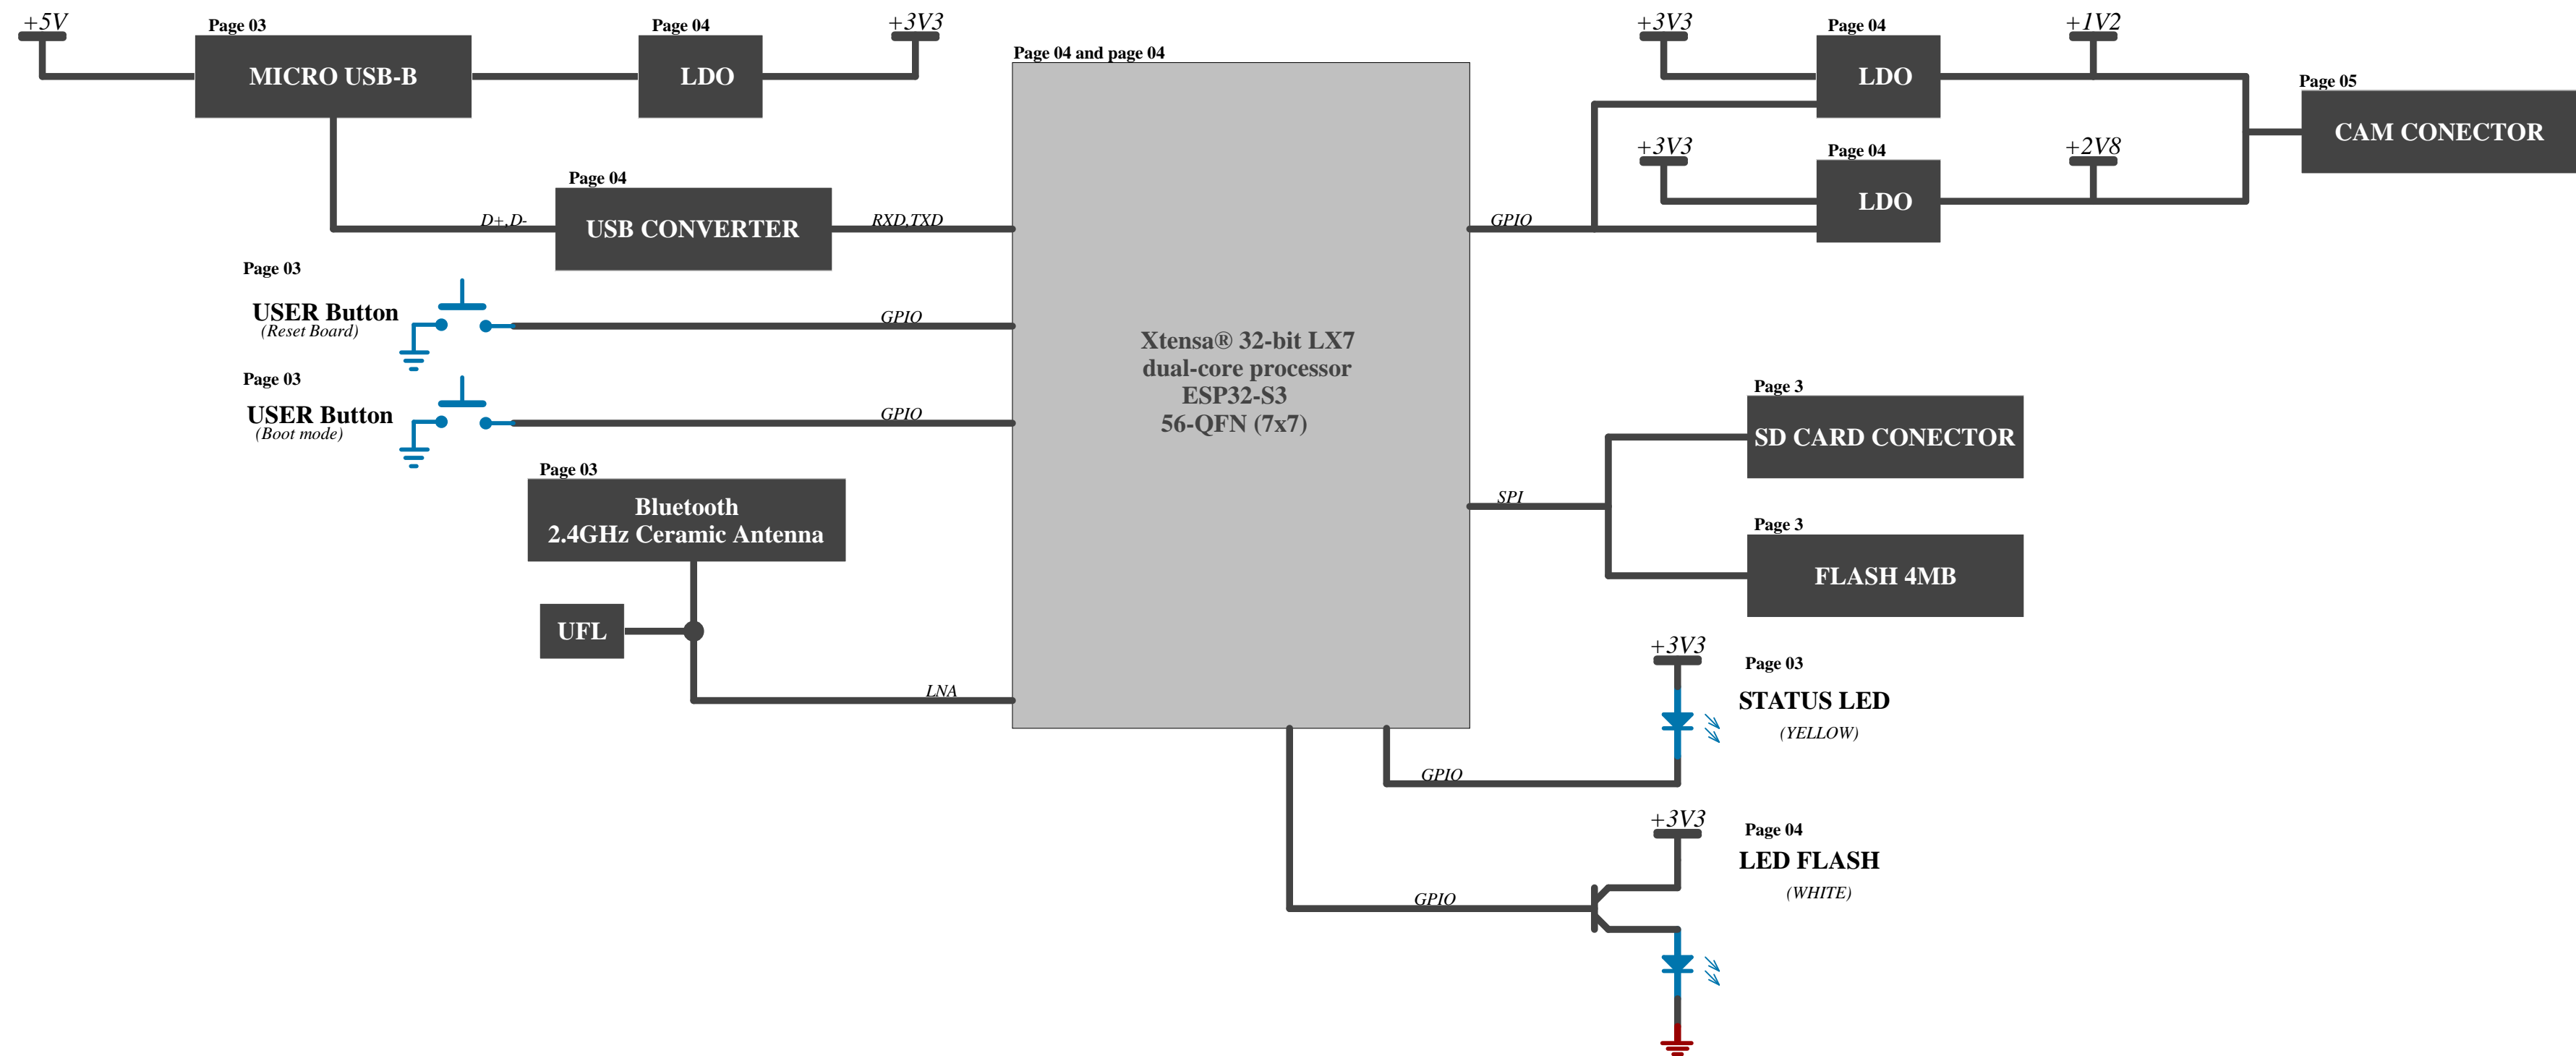 +5V
Page 03
MICRO USB-B
Page 04
LDO
+3V3
Page 04 and page 04
+3V3
Page 04
LDO
+1V2
Page 05
CAM CONECTOR
+3V3
Page 04
LDO
+2V8
Page 04
D+,D-
USB CONVERTER
RXD,TXD
GPIO
Page 03
USER Button
(Reset Board)
GPIO
Page 03
USER Button
(Boot mode)
GPIO
Xtensa® 32-bit LX7
dual-core processor
ESP32-S3
56-QFN (7x7)
Page 3
SD CARD CONECTOR
SPI
Page 3
FLASH 4MB
Page 03
Bluetooth
2.4GHz Ceramic Antenna
UFL
LNA
+3V3
Page 03
STATUS LED
(YELLOW)
GPIO
+3V3
Page 04
LED FLASH
(WHITE)
GPIO